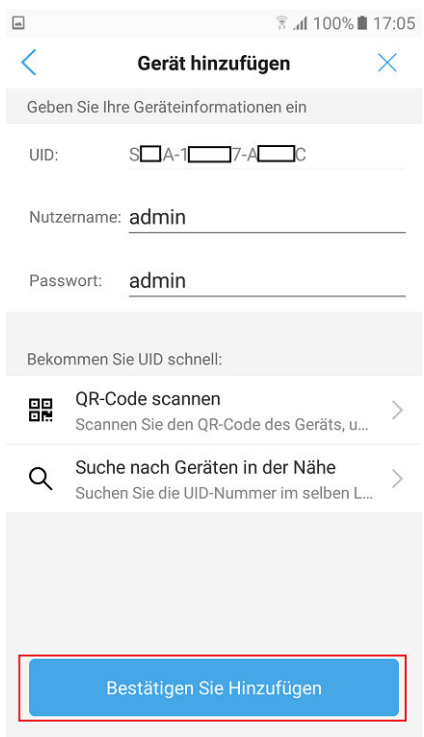 100% 17:05
Gerät hinzufügen
Geben Sie Ihre Geräteinformationen ein
UID: S A-1 7-A C
Nutzername: admin
Passwort: admin
Bekommen Sie UID schnell:
QR-Code scannen
Scannen Sie den QR-Code des Geräts, u...
Suche nach Geräten in der Nähe
Suchen Sie die UID-Nummer im selben L...
Bestätigen Sie Hinzufügen